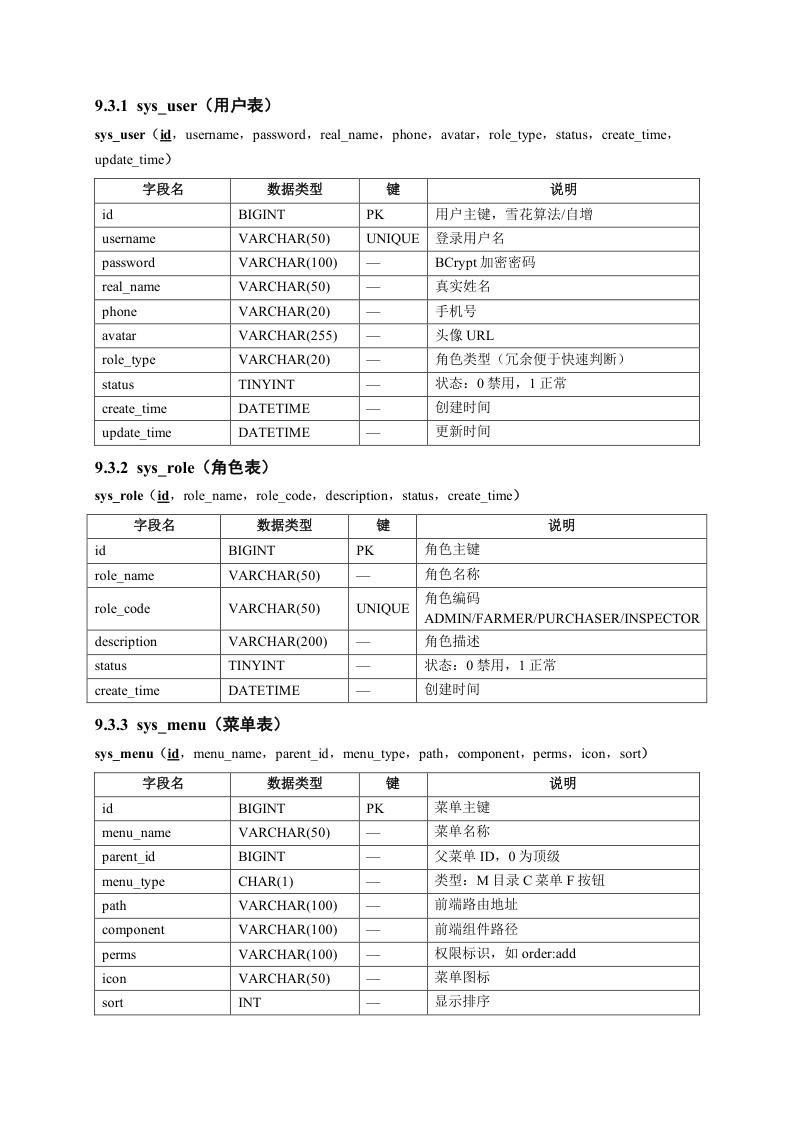 9.3.1 sys_user（用户表）
sys_user（id，username，password，real_name，phone，avatar，role_type，status，create_time，
update_time）
字段名 数据类型 键 说明
id BIGINT PK 用户主键，雪花算法/自增
username VARCHAR(50) UNIQUE 登录用户名
password VARCHAR(100) — BCrypt 加密密码
real_name VARCHAR(50) — 真实姓名
phone VARCHAR(20) — 手机号
avatar VARCHAR(255) — 头像 URL
role_type VARCHAR(20) — 角色类型（冗余便于快速判断）
status TINYINT — 状态：0 禁用，1 正常
create_time DATETIME — 创建时间
update_time DATETIME — 更新时间
9.3.2 sys_role（角色表）
sys_role（id，role_name，role_code，description，status，create_time）
字段名 数据类型 键 说明
id BIGINT PK 角色主键
role_name VARCHAR(50) — 角色名称
role_code VARCHAR(50) UNIQUE 角色编码
ADMIN/FARMER/PURCHASER/INSPECTOR
description VARCHAR(200) — 角色描述
status TINYINT — 状态：0 禁用，1 正常
create_time DATETIME — 创建时间
9.3.3 sys_menu（菜单表）
sys_menu（id，menu_name，parent_id，menu_type，path，component，perms，icon，sort）
字段名 数据类型 键 说明
id BIGINT PK 菜单主键
menu_name VARCHAR(50) — 菜单名称
parent_id BIGINT — 父菜单 ID，0 为顶级
menu_type CHAR(1) — 类型：M 目录 C 菜单 F 按钮
path VARCHAR(100) — 前端路由地址
component VARCHAR(100) — 前端组件路径
perms VARCHAR(100) — 权限标识，如 order:add
icon VARCHAR(50) — 菜单图标
sort INT — 显示排序